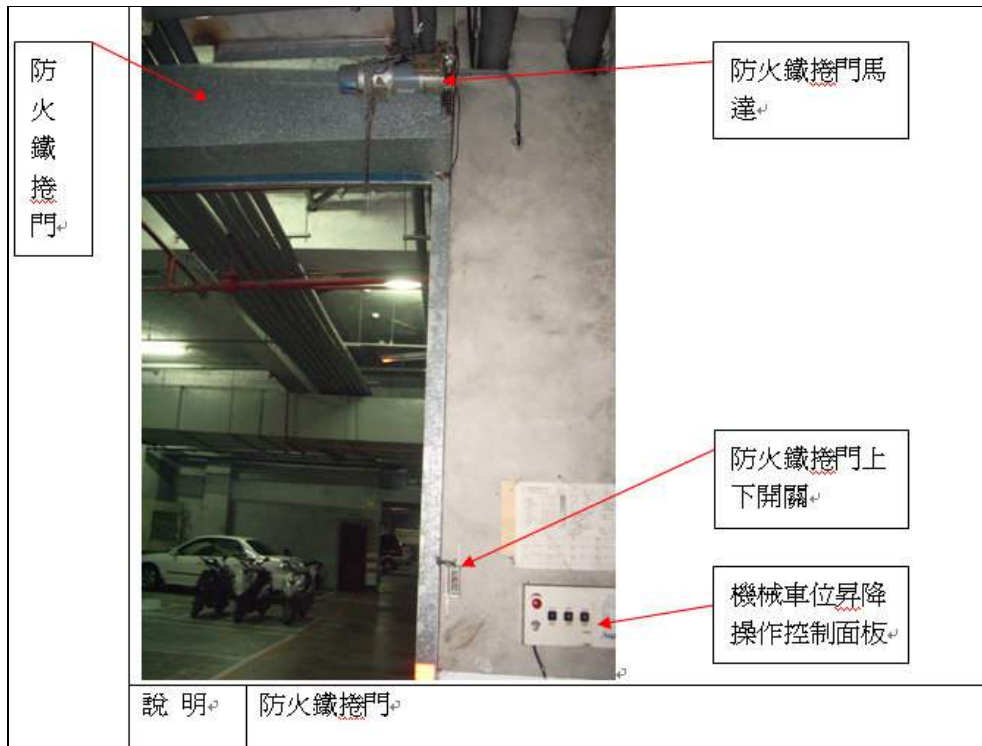 防
火
鐵
捲
門
防火鐵捲門馬
達
防火鐵捲門上
下開關
機械車位昇降
操作控制面板
說 明
防火鐵捲門